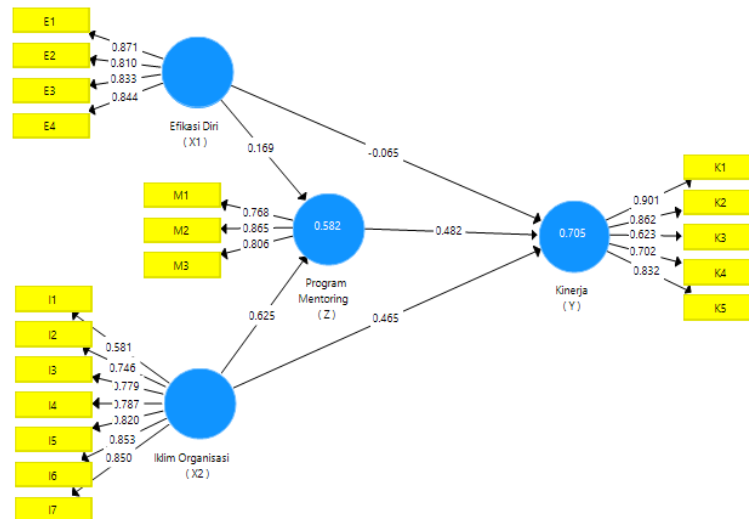 E1
E2
E3
E4
0.871
0.810
0.833
0.844
Efikasi Diri
( X1 )
0.169
-0.065
M1
M2
M3
0.768
0.865
0.806
0.582
Program
Mentoring
( Z )
0.482
0.705
Kinerja
( Y )
0.901
0.862
0.623
0.702
0.832
K1
K2
K3
K4
K5
0.625
0.465
I1
I2
I3
I4
I5
I6
I7
0.581
0.746
0.779
0.787
0.820
0.853
0.850
Iklim Organisasi
( X2 )